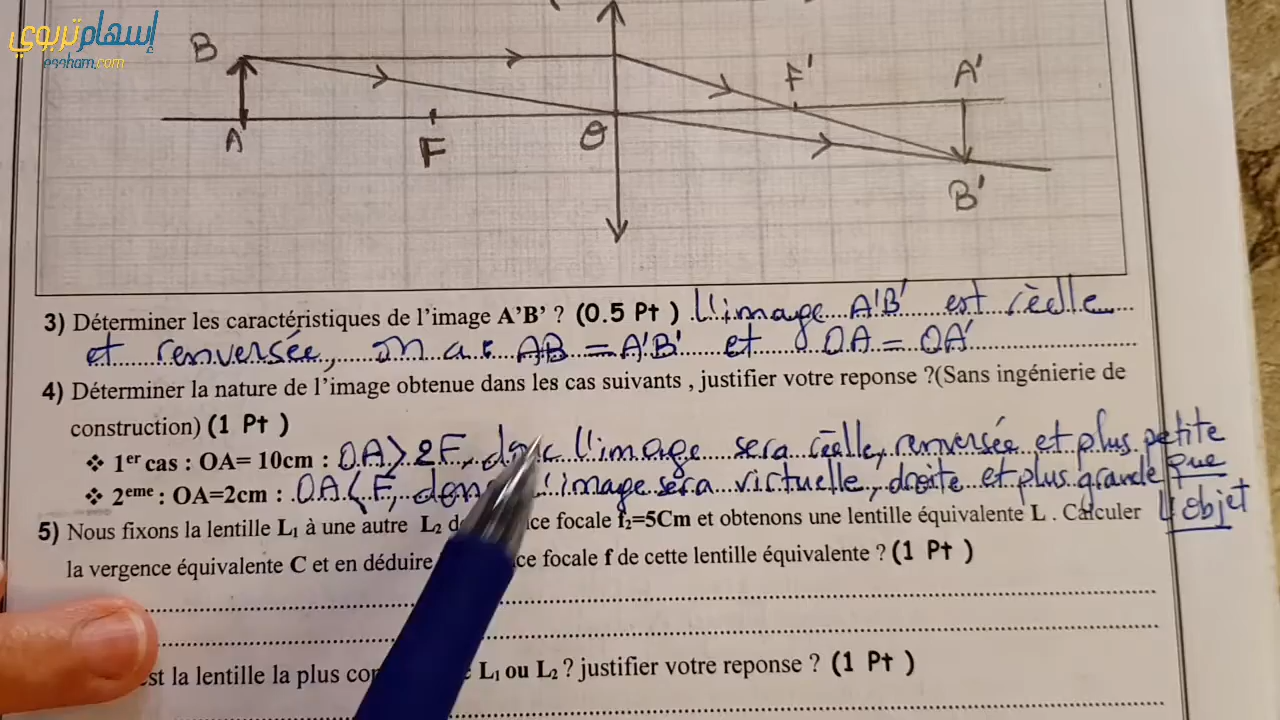 إسهام تربوي
essham.com
B
F'
A'
A
F
O
B'
3) Déterminer les caractéristiques de l'image A'B' ? (0.5 Pt ) L'image A'B' est réelle
et renversée, on a : AB = A'B' et OA = OA'
4) Déterminer la nature de l'image obtenue dans les cas suivants , justifier votre reponse ?(Sans ingénierie de
construction) (1 Pt )
❖ 1er cas : OA= 10cm : OA > 2F, donc l'image sera réelle, renversée et plus petite
❖ 2eme : OA=2cm : OA < F, donc l'image sera virtuelle, droite et plus grande que
l'objet
5) Nous fixons la lentille L₁ à une autre L₂ focale f₂=5Cm et obtenons une lentille équivalente L . Calculer
la vergence équivalente C et en déduire focale f de cette lentille équivalente ? (1 Pt )
la lentille la plus L₁ ou L₂ ? justifier votre reponse ? (1 Pt )